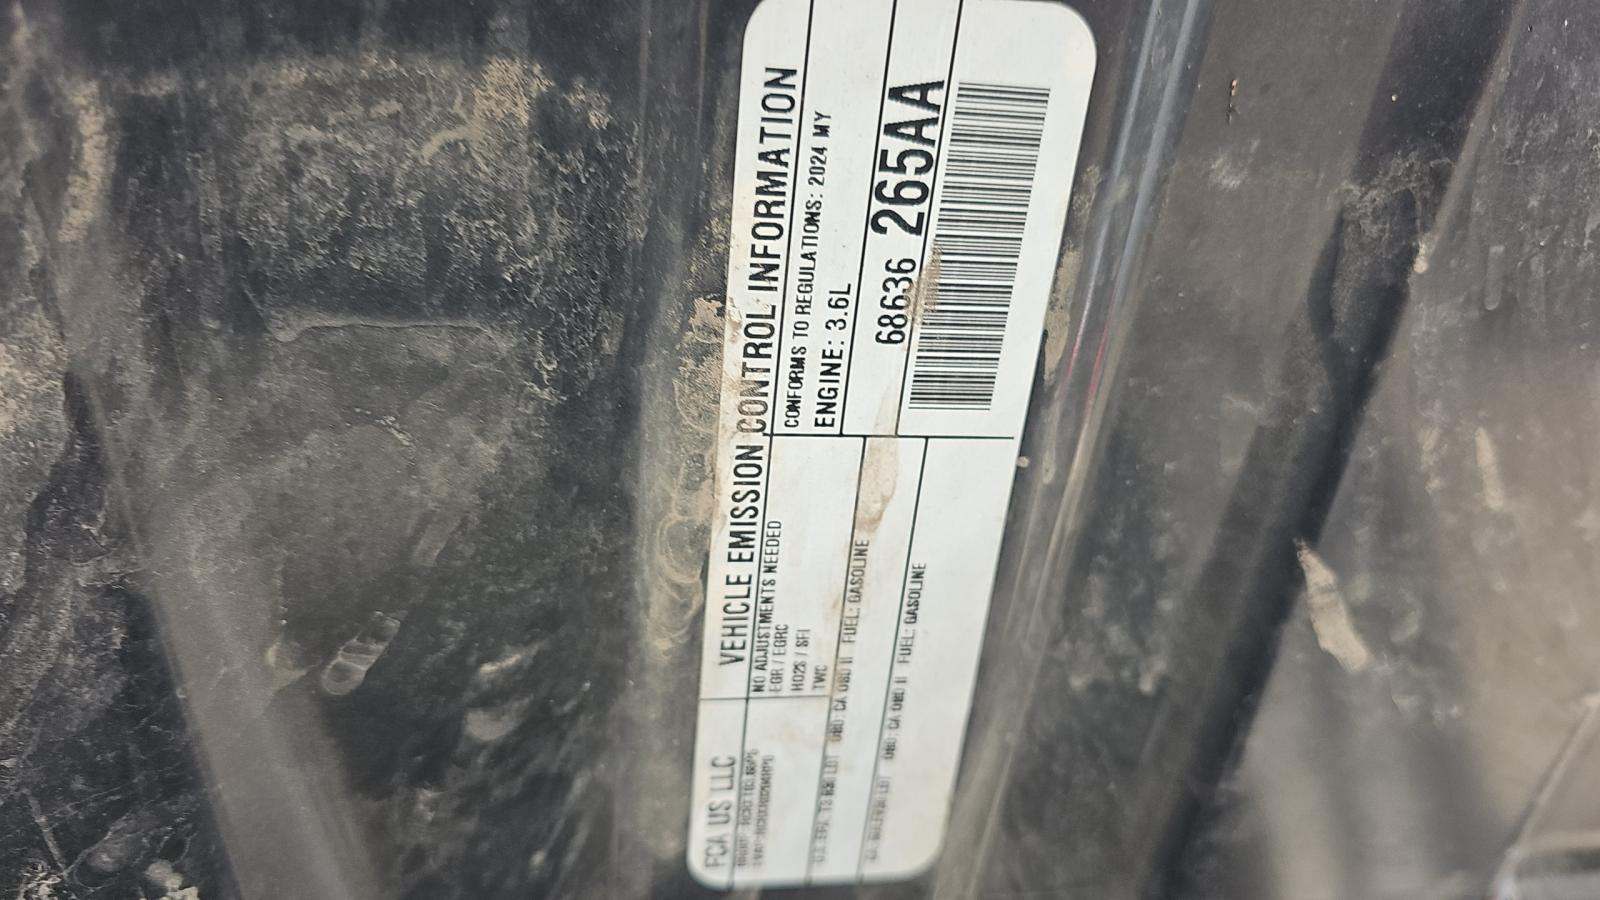 FCA US LLC
VEHICLE EMISSION CONTROL INFORMATION
NO ADJUSTMENTS NEEDED
EGR / EGRC
HO2S / SFI
TWC
CONFORMS TO REGULATIONS: 2024 MY
ENGINE: 3.6L
OBD: CA OBD II FUEL: GASOLINE
OBD: CA OBD II FUEL: GASOLINE
68636 265AA